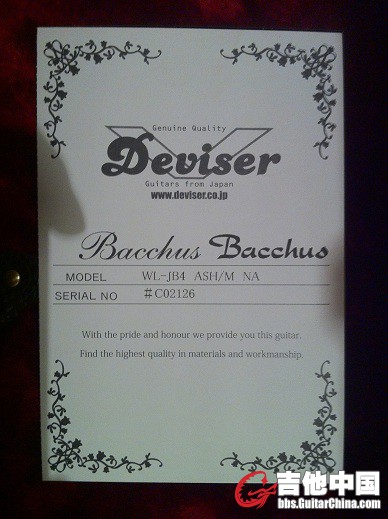 Genuine Quality
Deviser
Guitars from Japan
www.deviser.co.jp
Bacchus Bacchus
MODEL WL-JB4 ASH/M NA
SERIAL NO #C02126
With the pride and honour we provide you this guitar.
Find the highest quality in materials and workmanship.
吉他中国
bbs.GuitarChina.com